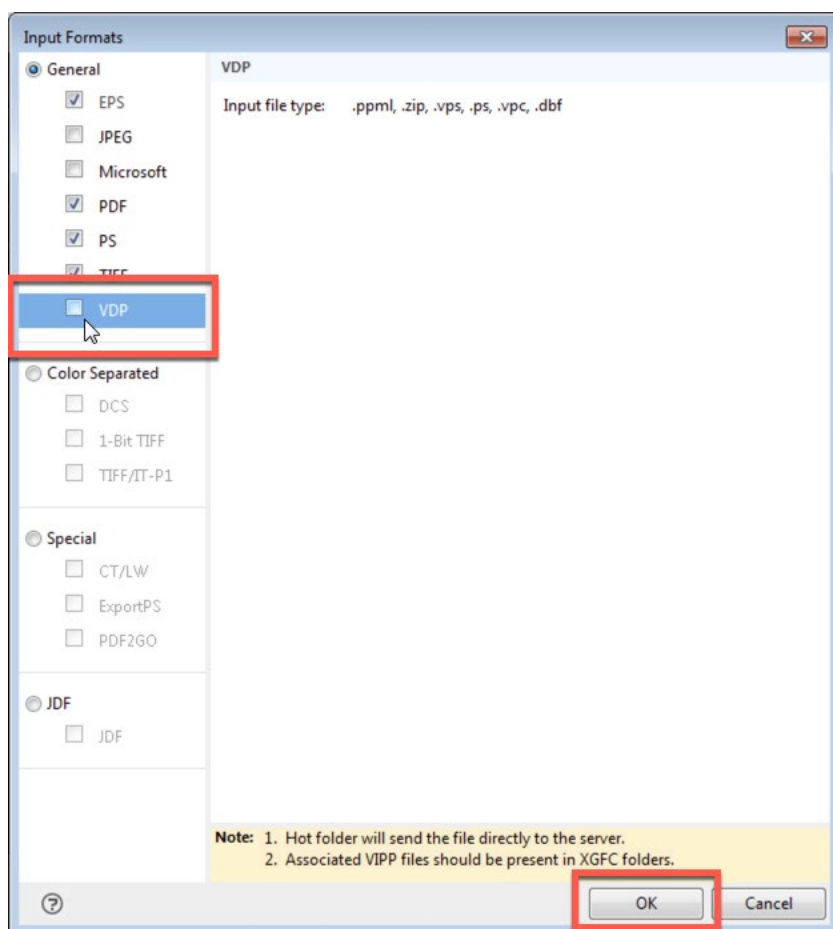 Input Formats
General
EPS
JPEG
Microsoft
PDF
PS
TIFF
VDP
Color Separated
DCS
1-Bit TIFF
TIFF/IT-P1
Special
CT/LW
ExportPS
PDF2GO
JDF
JDF
VDP
Input file type: .ppml, .zip, .vps, .ps, .vpc, .dbf
Note: 1. Hot folder will send the file directly to the server.
2. Associated VIPP files should be present in XGFC folders.
? OK Cancel